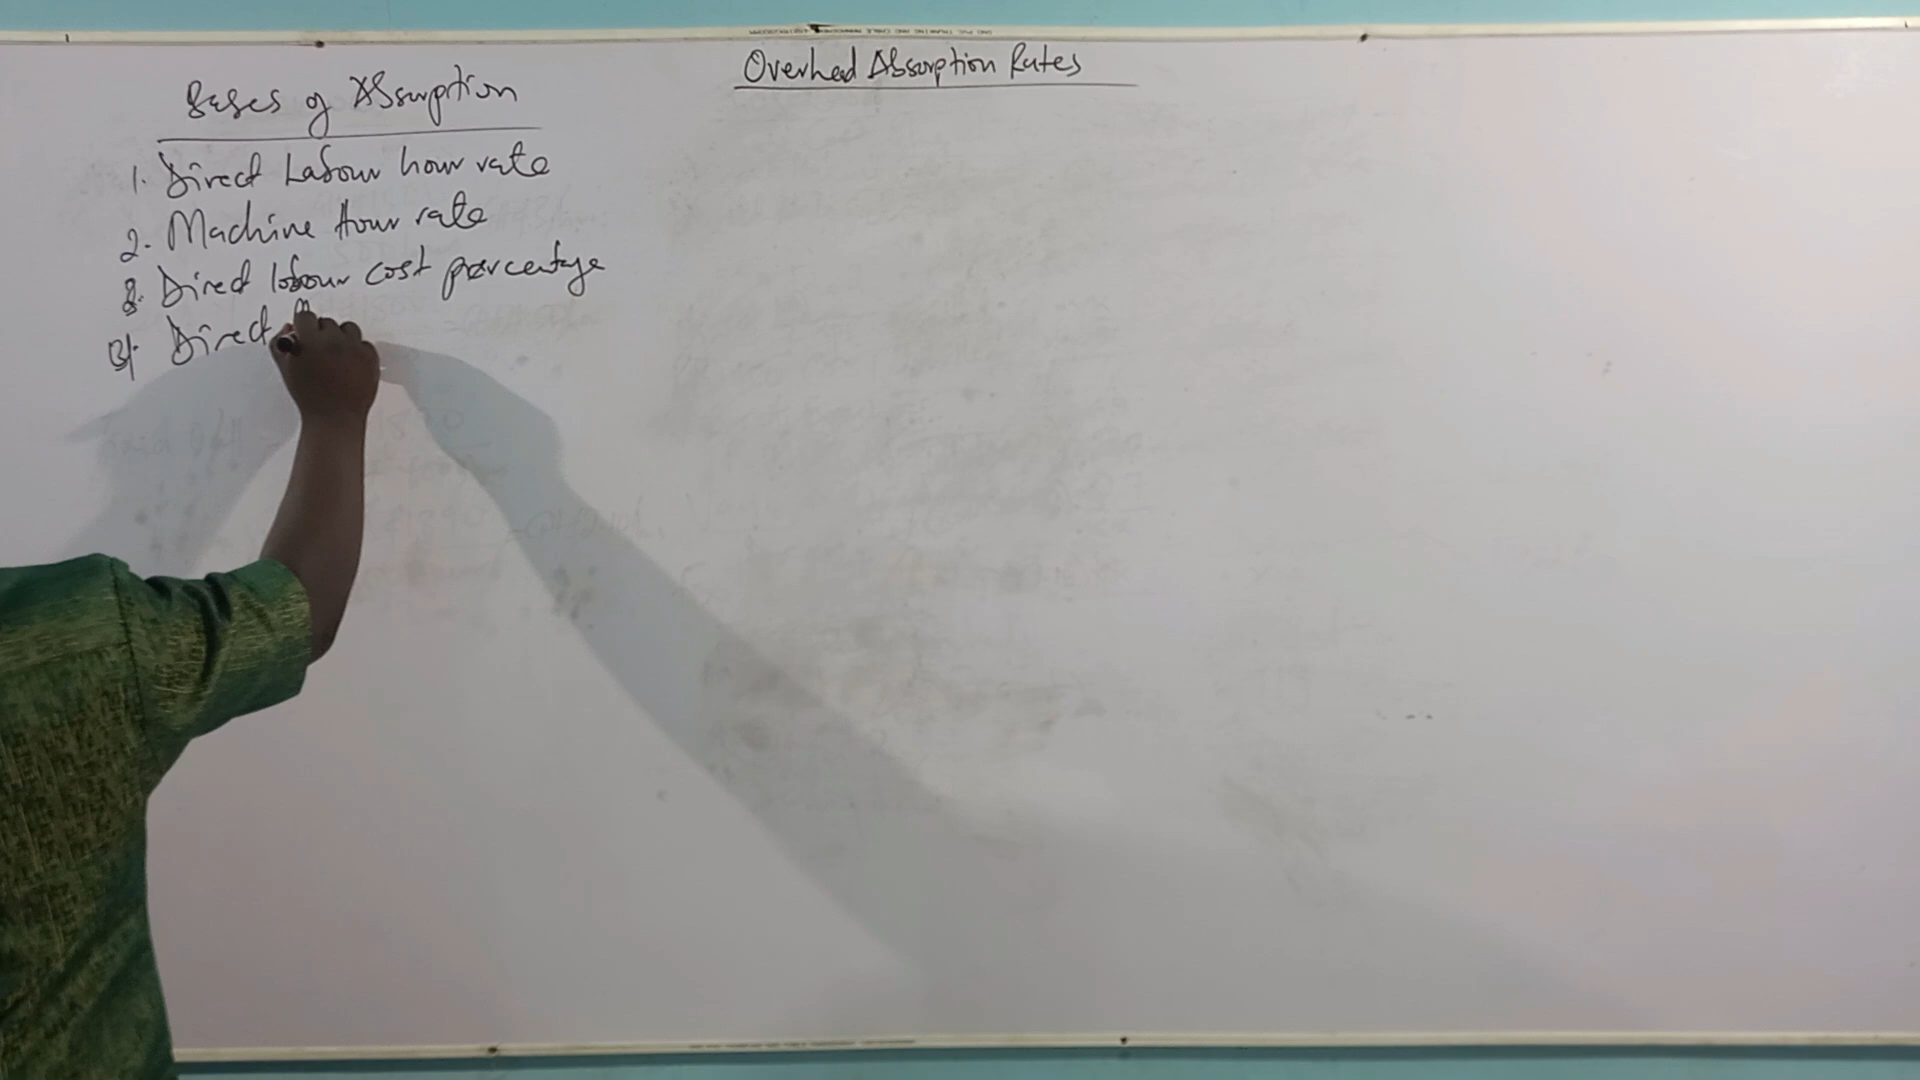 Overhead Absorption Rates
Bases of Absorption
1. Direct Labour hour rate
2. Machine Hour rate
3. Direct labour cost percentage
4. Direct